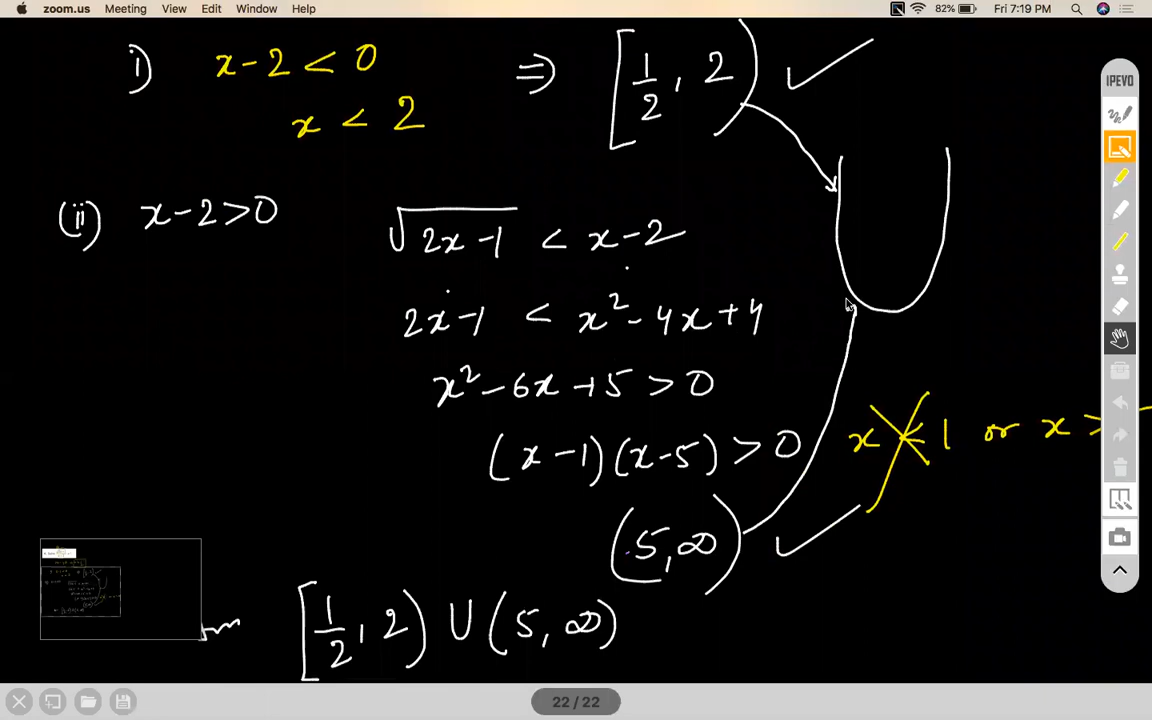 zoom.us Meeting View Edit Window Help 82% Fri 7:19 PM
i) x-2 < 0 ⇒ [1/2, 2)
x < 2
IPEVO
(ii) x-2>0 √(2x-1) < x-2
2x-1 < x²-4x+4
x²-6x+5 > 0
(x-1)(x-5) > 0 x < 1 or x >
(5,∞)
[1/2, 2) ∪ (5,∞)
22 / 22